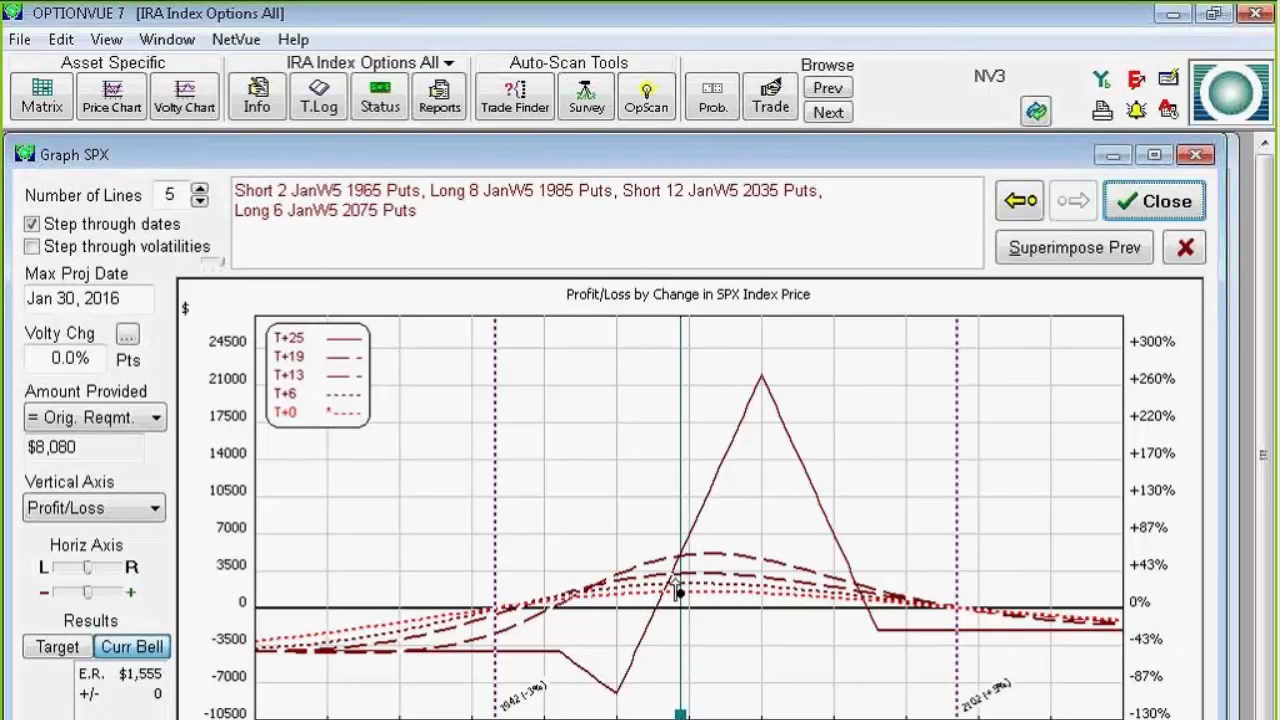 OPTIONVUE 7 [IRA Index Options All]
File Edit View Window NetVue Help
Asset Specific IRA Index Options All Auto-Scan Tools Browse
Matrix Price Chart Volty Chart Info T.Log Status Reports Trade Finder Survey OpScan Prob. Trade Prev
Next
NV3
Graph SPX
Number of Lines 5
Step through dates
Step through volatilities
Short 2 JanW5 1965 Puts, Long 8 JanW5 1985 Puts, Short 12 JanW5 2035 Puts,
Long 6 JanW5 2075 Puts
Close
Superimpose Prev
Max Proj Date
Jan 30, 2016
Volty Chg ...
0.0% Pts
Amount Provided
= Orig. Reqmt.
$8,080
Vertical Axis
Profit/Loss
Horiz Axis
L R
- +
Results
Target Curr Bell
E.R. $1,555
+/- 0
Profit/Loss by Change in SPX Index Price
$
T+25
T+19
T+13
T+6
T+0 *
24500 +300%
21000 +260%
17500 +220%
14000 +170%
10500 +130%
7000 +87%
3500 +43%
0 0%
-3500 -43%
-7000 -87%
-10500 -130%